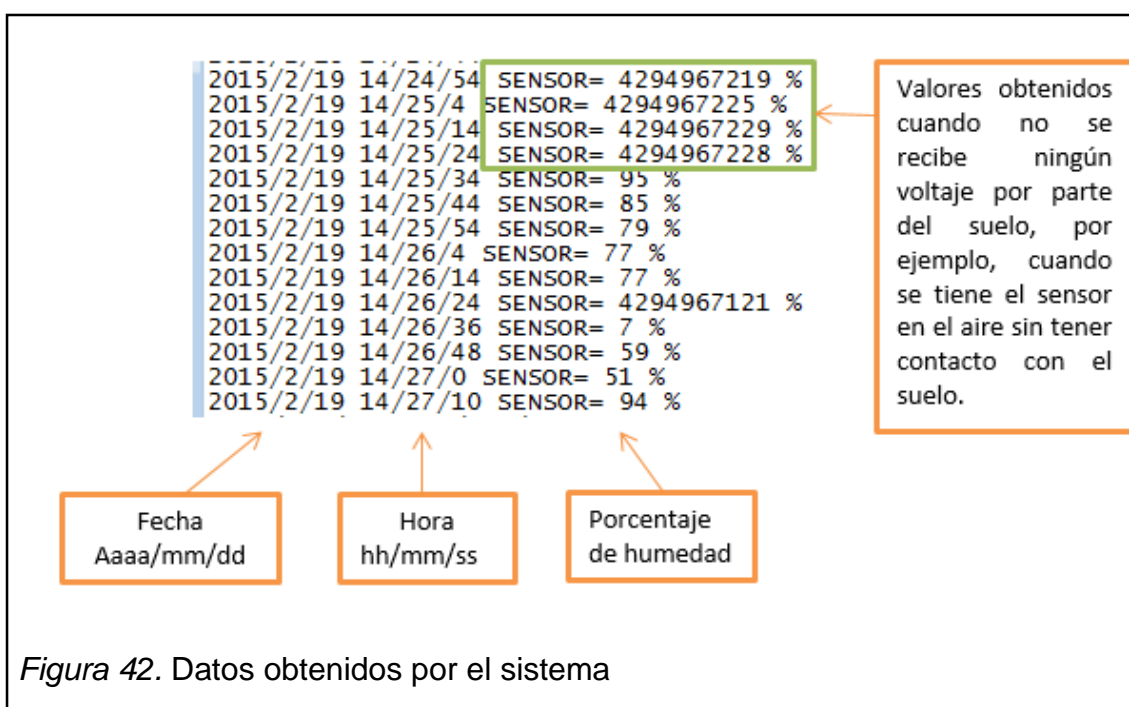 2015/2/19 14/24/54 SENSOR= 4294967219 %
2015/2/19 14/25/4 SENSOR= 4294967225 %
2015/2/19 14/25/14 SENSOR= 4294967229 %
2015/2/19 14/25/24 SENSOR= 4294967228 %
2015/2/19 14/25/34 SENSOR= 95 %
2015/2/19 14/25/44 SENSOR= 85 %
2015/2/19 14/25/54 SENSOR= 79 %
2015/2/19 14/26/4 SENSOR= 77 %
2015/2/19 14/26/14 SENSOR= 77 %
2015/2/19 14/26/24 SENSOR= 4294967121 %
2015/2/19 14/26/36 SENSOR= 7 %
2015/2/19 14/26/48 SENSOR= 59 %
2015/2/19 14/27/0 SENSOR= 51 %
2015/2/19 14/27/10 SENSOR= 94 %
Valores obtenidos
cuando no se
recibe ningún
voltaje por parte
del suelo, por
ejemplo, cuando
se tiene el sensor
en el aire sin tener
contacto con el
suelo.
Fecha
Aaaa/mm/dd
Hora
hh/mm/ss
Porcentaje
de humedad
Figura 42. Datos obtenidos por el sistema